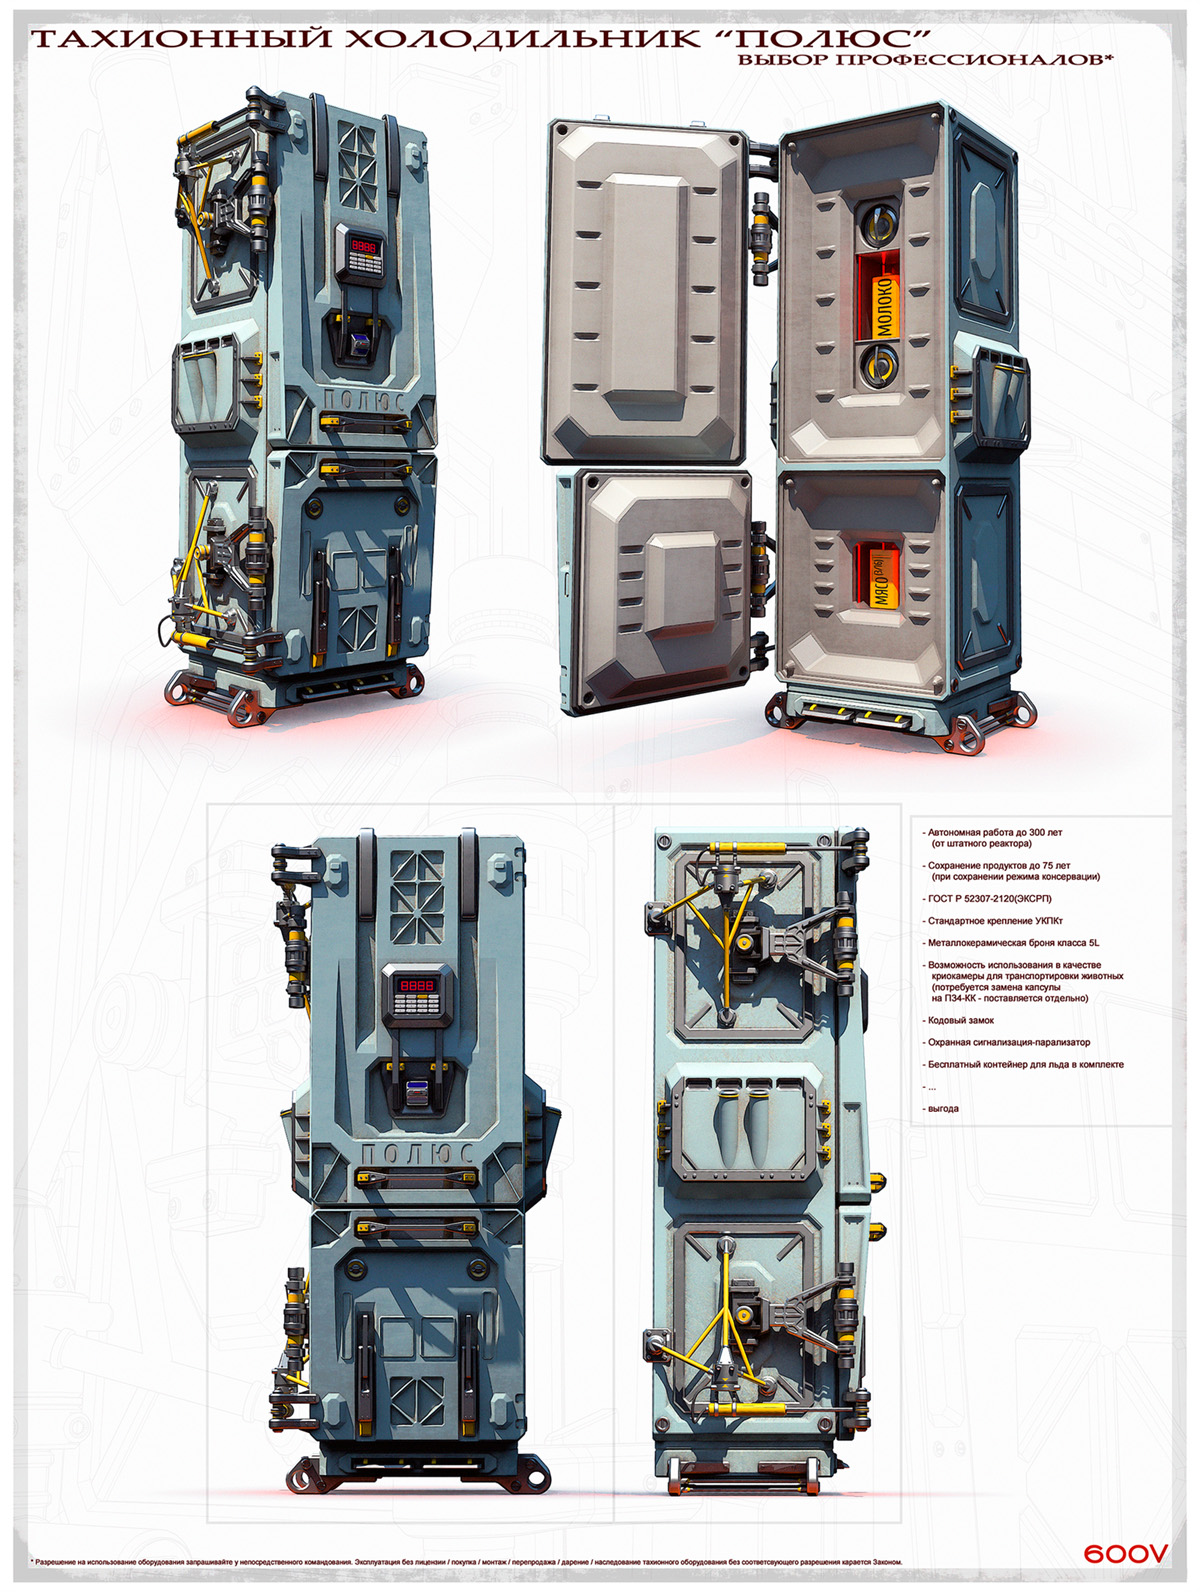 ТАХИОННЫЙ ХОЛОДИЛЬНИК “ПОЛЮС”
ВЫБОР ПРОФЕССИОНАЛОВ*
8888
ПОЛЮС
МОЛОКО
МЯСО (3/18)
8888
ПОЛЮС
- Автономная работа до 300 лет
(от штатного реактора)
- Сохранение продуктов до 75 лет
(при сохранении режима консервации)
- ГОСТ Р 52307-2120(ЭКСРП)
- Стандартное крепление УКПКт
- Металлокерамическая броня класса 5L
- Возможность использования в качестве
криокамеры для транспортировки животных
(потребуется замена капсулы
на П34-КК - поставляется отдельно)
- Кодовый замок
- Охранная сигнализация-парализатор
- Бесплатный контейнер для льда в комплекте
- ...
- выгода
* Разрешение на использование оборудования запрашивайте у непосредственного командования. Эксплуатация без лицензии / покупка / монтаж / перепродажа / дарение / наследование тахионного оборудования без соответсвующего разрешения карается Законом.
600V